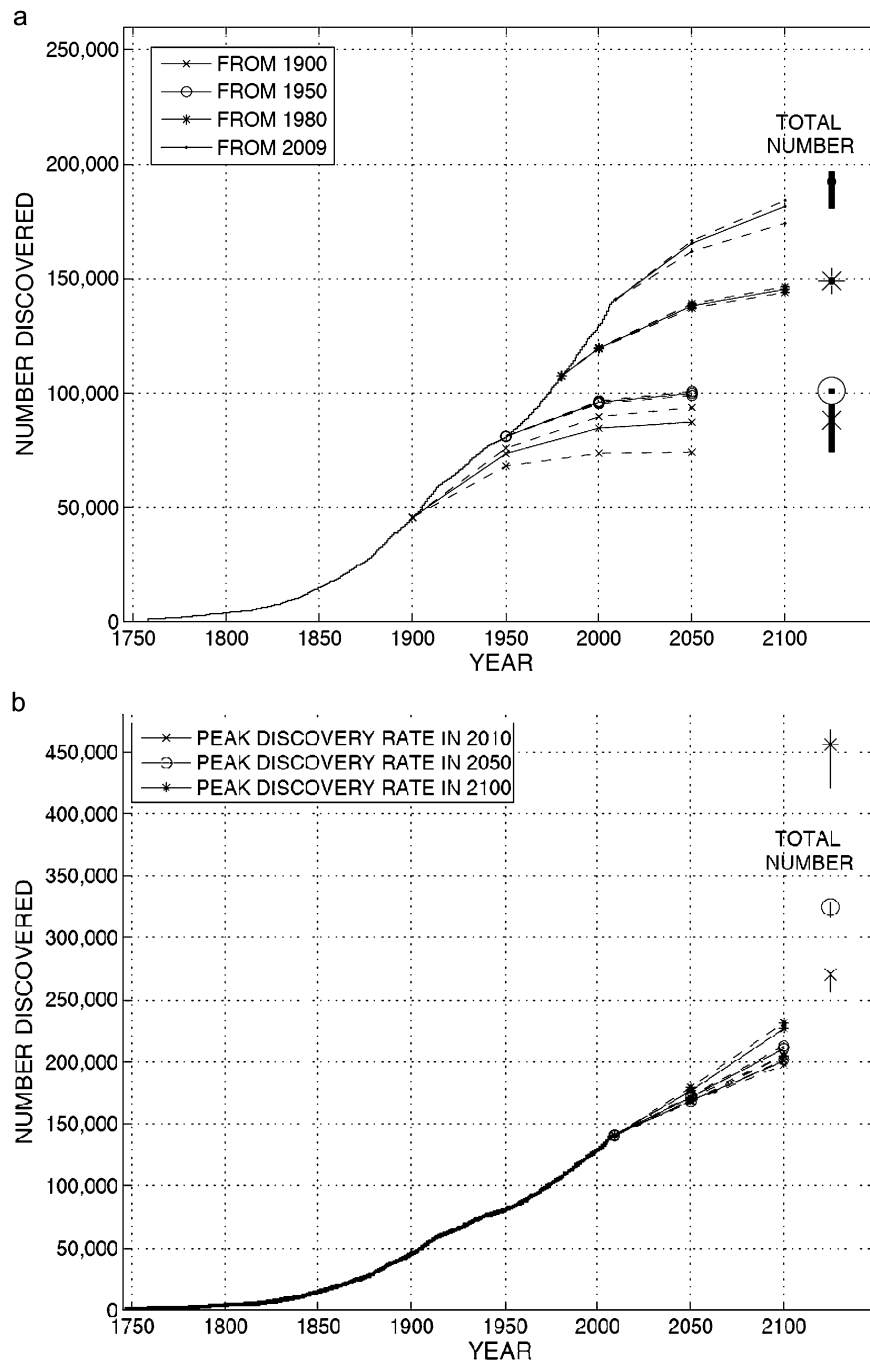 a
250,000
200,000
150,000
100,000
50,000
0
NUMBER DISCOVERED
FROM 1900
FROM 1950
FROM 1980
FROM 2009
TOTAL
NUMBER
1750 1800 1850 1900 1950 2000 2050 2100
YEAR
b
450,000
400,000
350,000
300,000
250,000
200,000
150,000
100,000
50,000
0
NUMBER DISCOVERED
PEAK DISCOVERY RATE IN 2010
PEAK DISCOVERY RATE IN 2050
PEAK DISCOVERY RATE IN 2100
TOTAL
NUMBER
1750 1800 1850 1900 1950 2000 2050 2100
YEAR